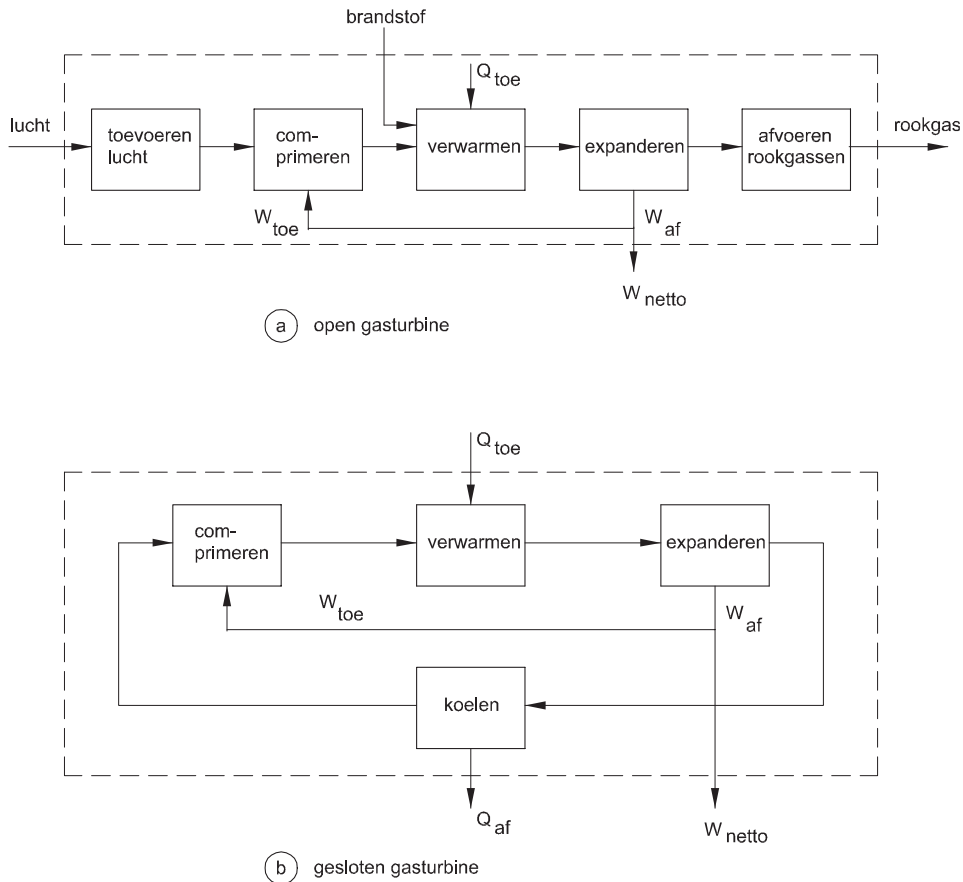 brandstof
Q toe
lucht
toevoeren
lucht
com-
primeren
verwarmen
expanderen
afvoeren
rookgassen
rookgas
W toe
W af
W netto
a open gasturbine
Q toe
com-
primeren
verwarmen
expanderen
W toe
W af
koelen
Q af
W netto
b gesloten gasturbine